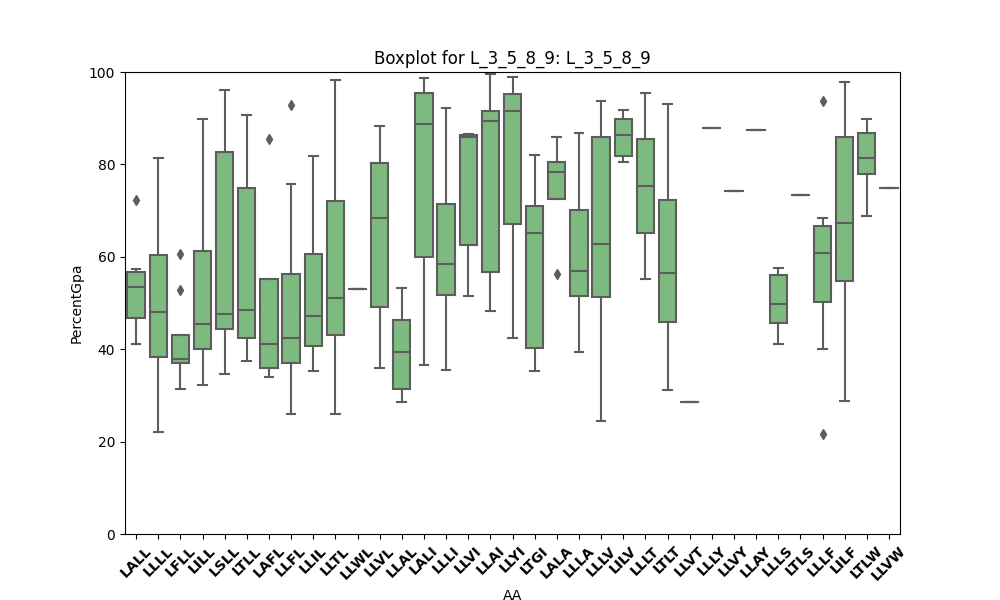 Boxplot for L_3_5_8_9: L_3_5_8_9
100
80
60
40
20
0
PercentGpa
LALL LLLL LFLL LILL LSLL LTLL LAFL LLFL LLIL LLTL LLWL LLVL LLAL LALI LLLI LLVI LLAI LLYI LTGI LALA LLLA LLLV LILV LLLT LTLT LLVT LLLY LLVY LLAY LLLS LTLS LLLF LILF LTLW LLVW
AA